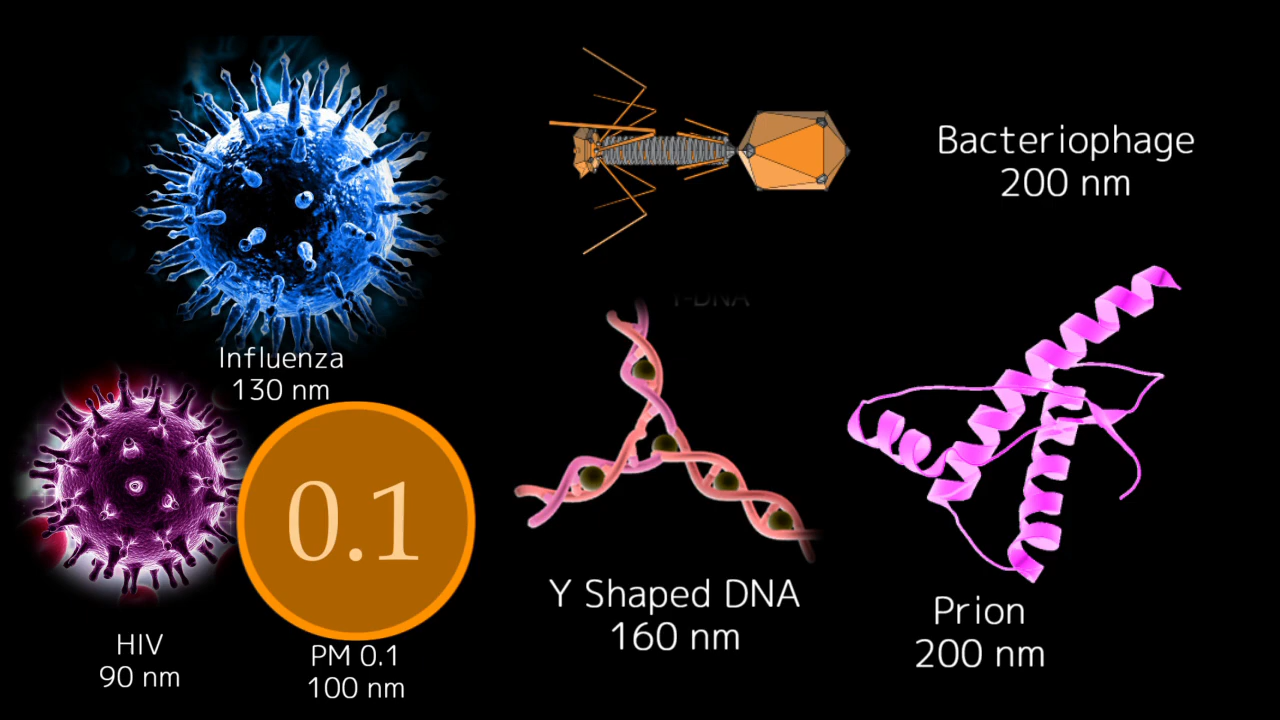 Influenza
130 nm
Bacteriophage
200 nm
HIV
90 nm
0.1
PM 0.1
100 nm
Y Shaped DNA
160 nm
Prion
200 nm